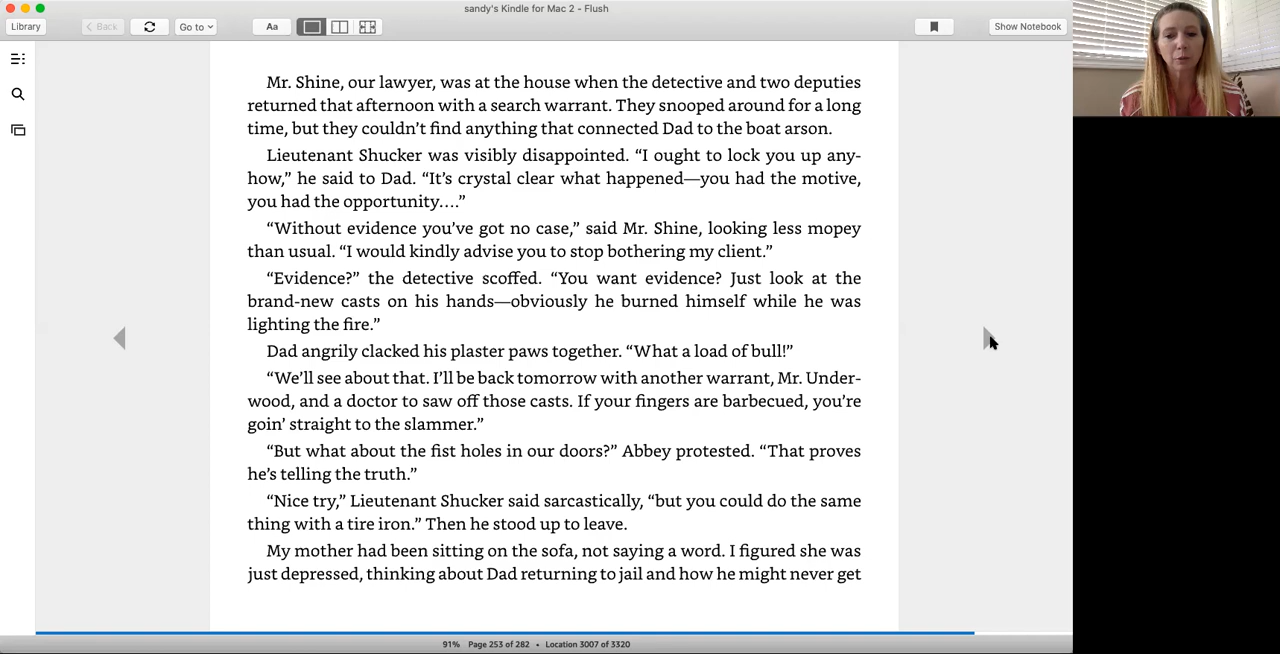 sandy's Kindle for Mac 2 - Flush
Library
< Back
Go to
Aa
Show Notebook
Mr. Shine, our lawyer, was at the house when the detective and two deputies
returned that afternoon with a search warrant. They snooped around for a long
time, but they couldn’t find anything that connected Dad to the boat arson.
Lieutenant Shucker was visibly disappointed. “I ought to lock you up any-
how,” he said to Dad. “It’s crystal clear what happened—you had the motive,
you had the opportunity....”
“Without evidence you’ve got no case,” said Mr. Shine, looking less mopey
than usual. “I would kindly advise you to stop bothering my client.”
“Evidence?” the detective scoffed. “You want evidence? Just look at the
brand-new casts on his hands—obviously he burned himself while he was
lighting the fire.”
Dad angrily clacked his plaster paws together. “What a load of bull!”
“We’ll see about that. I’ll be back tomorrow with another warrant, Mr. Under-
wood, and a doctor to saw off those casts. If your fingers are barbecued, you’re
goin’ straight to the slammer.”
“But what about the fist holes in our doors?” Abbey protested. “That proves
he’s telling the truth.”
“Nice try,” Lieutenant Shucker said sarcastically, “but you could do the same
thing with a tire iron.” Then he stood up to leave.
My mother had been sitting on the sofa, not saying a word. I figured she was
just depressed, thinking about Dad returning to jail and how he might never get
91% Page 253 of 282 • Location 3007 of 3320